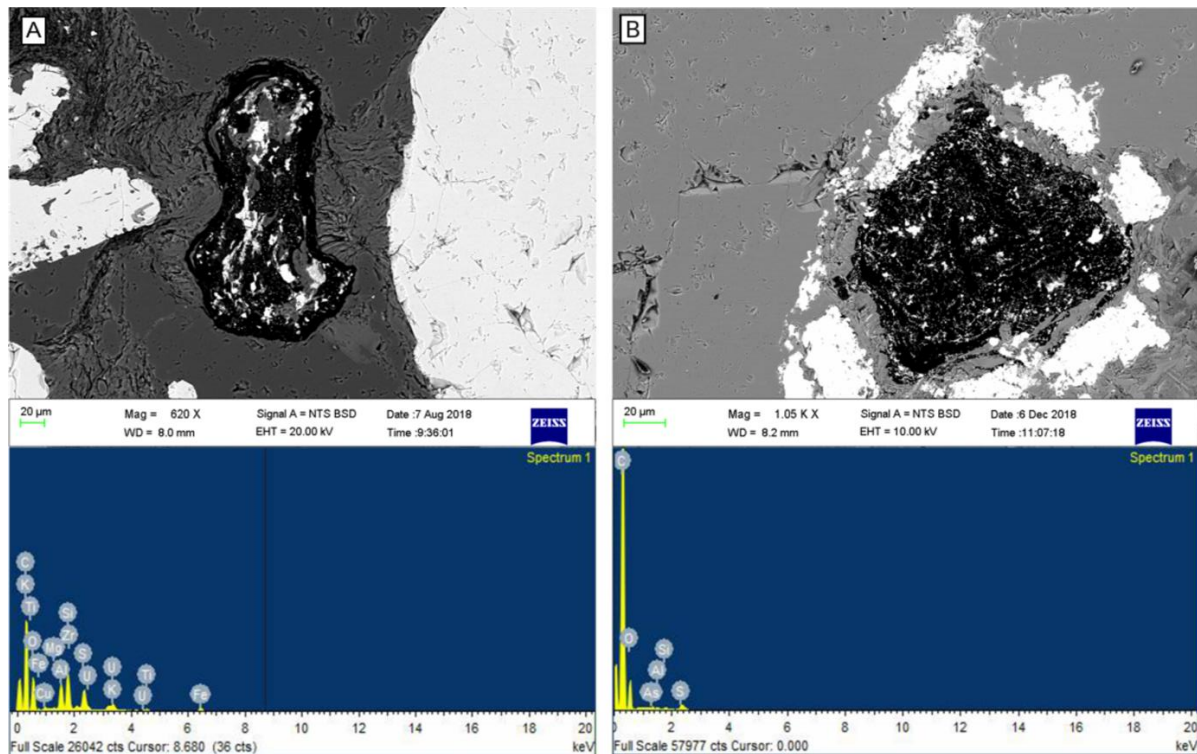 A
20 µm
Mag = 620 X
Signal A = NTS BSD
Date :7 Aug 2018
WD = 8.0 mm
EHT = 20.00 kV
Time :9:36:01
ZEISS
Spectrum 1
C
K
Ti
O
Fe
Cu
Mg
Al
Si
Zr
S
U
U
K
Ti
U
Fe
0 2 4 6 8 10 12 14 16 18 20
Full Scale 26042 cts Cursor: 8.680 (36 cts) keV
B
20 µm
Mag = 1.05 K X
Signal A = NTS BSD
Date :6 Dec 2018
WD = 8.2 mm
EHT = 10.00 kV
Time :11:07:18
ZEISS
Spectrum 1
C
O
Si
Al
As
S
0 2 4 6 8 10 12 14 16 18 20
Full Scale 57977 cts Cursor: 0.000 keV